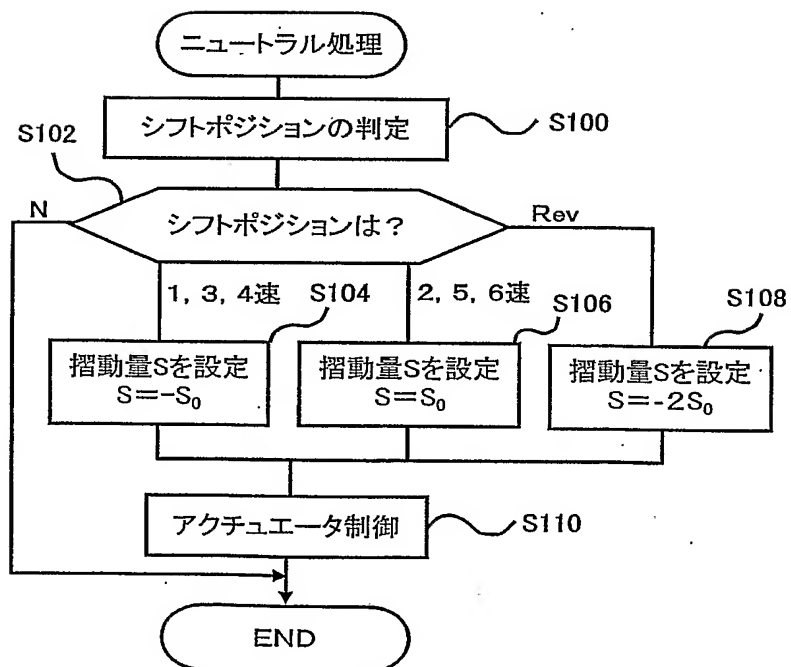 ニュートラル処理
シフトポジションの判定
S100
S102
N
シフトポジションは？
Rev
1, 3, 4速
S104
2, 5, 6速
S106
S108
摺動量Sを設定
S=-S₀
摺動量Sを設定
S=S₀
摺動量Sを設定
S=-2S₀
アクチュエータ制御
S110
END